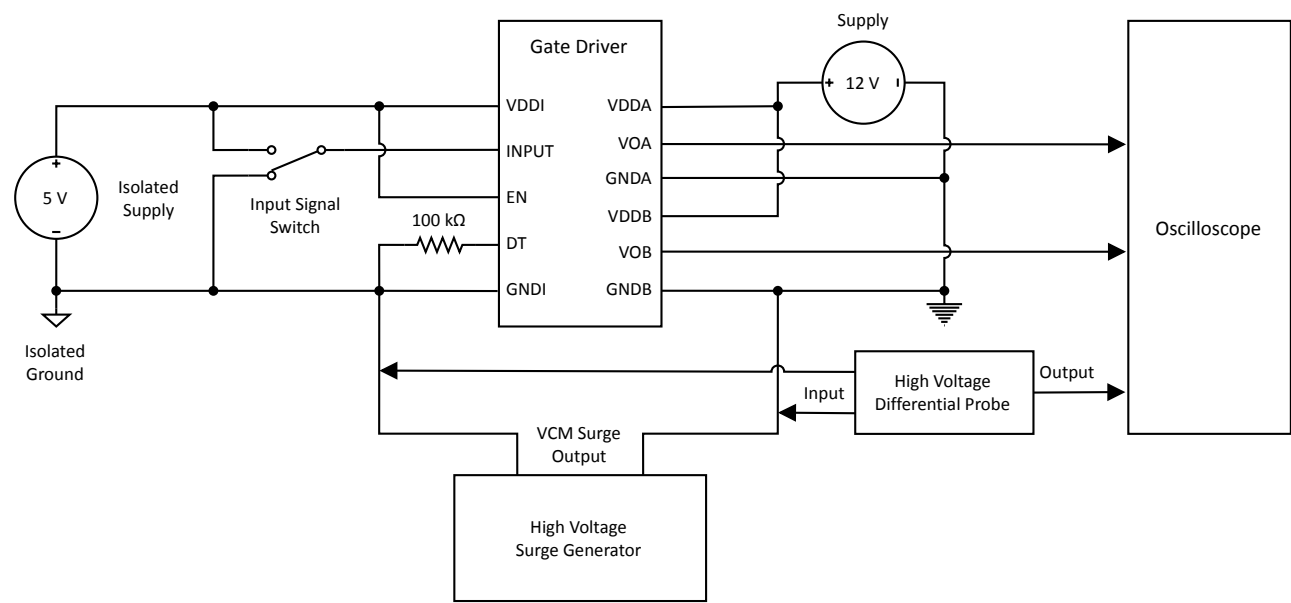 Supply
Gate Driver
+ 12 V −
VDDI
VDDA
VOA
INPUT
+
5 V
−
Isolated
Supply
Input Signal
Switch
EN
GNDA
VDDB
100 kΩ
DT
VOB
Oscilloscope
GNDI
GNDB
Isolated
Ground
High Voltage
Differential Probe
Output
Input
VCM Surge
Output
High Voltage
Surge Generator